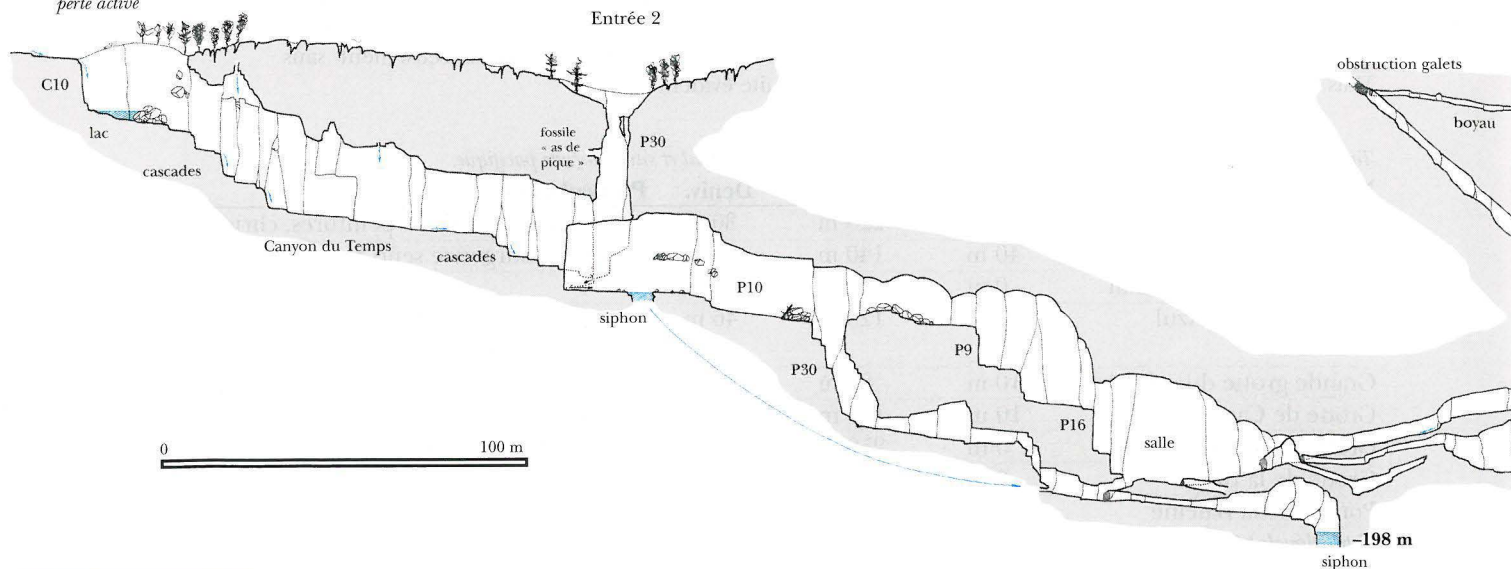 perte active
Entrée 2
C10
lac
cascades
fossile
« as de
pique »
P30
obstruction galets
boyau
Canyon du Temps
cascades
P10
siphon
P30
P9
P16
salle
0 100 m
–198 m
siphon